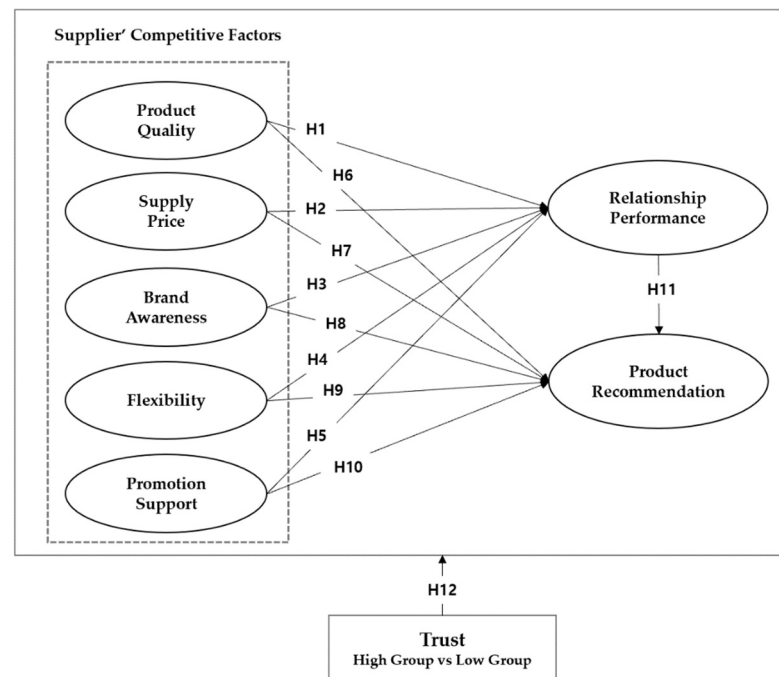 Supplier’ Competitive Factors
Product
Quality
Supply
Price
Brand
Awareness
Flexibility
Promotion
Support
H1
H6
H2
H7
H3
H8
H4
H9
H5
H10
Relationship
Performance
H11
Product
Recommendation
H12
Trust
High Group vs Low Group